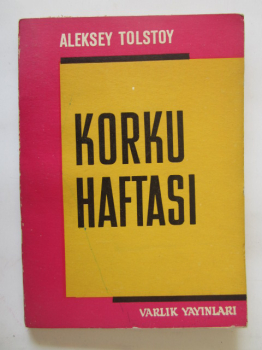 ALEKSEY TOLSTOY
KORKU
HAFTASI
VARLIK YAYINLARI